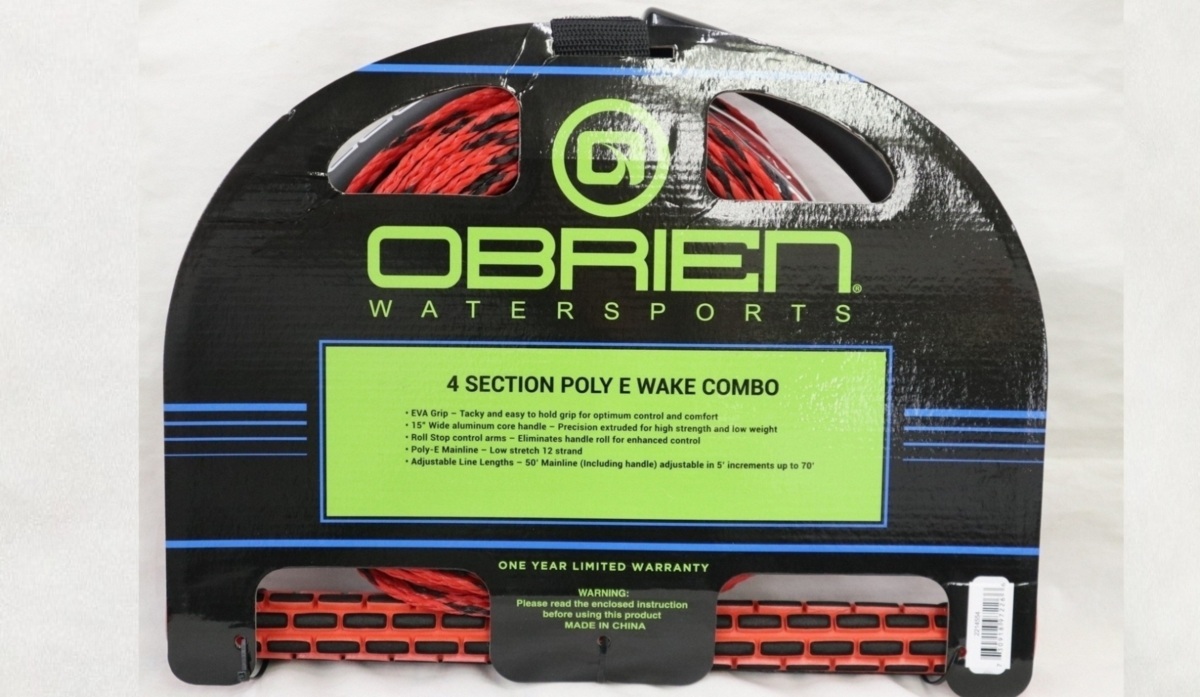 OBRIEN®
WATERSPORTS
4 SECTION POLY E WAKE COMBO
• EVA Grip – Tacky and easy to hold grip for optimum control and comfort
• 15" Wide aluminum core handle – Precision extruded for high strength and low weight
• Roll Stop control arms – Eliminates handle roll for enhanced control
• Poly-E Mainline – Low stretch 12 strand
• Adjustable Line Lengths – 50' Mainline (Including handle) adjustable in 5' increments up to 70'
ONE YEAR LIMITED WARRANTY
WARNING:
Please read the enclosed instruction
before using this product
MADE IN CHINA